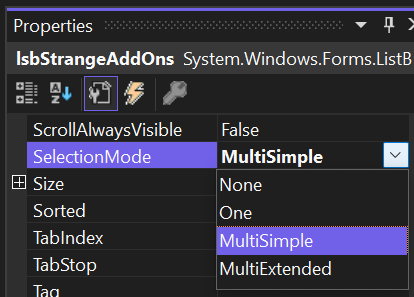 Properties
lsbStrangeAddOns System.Windows.Forms.ListB
ScrollAlwaysVisible False
SelectionMode MultiSimple
Size None
Sorted One
TabIndex MultiSimple
TabStop MultiExtended
Tag